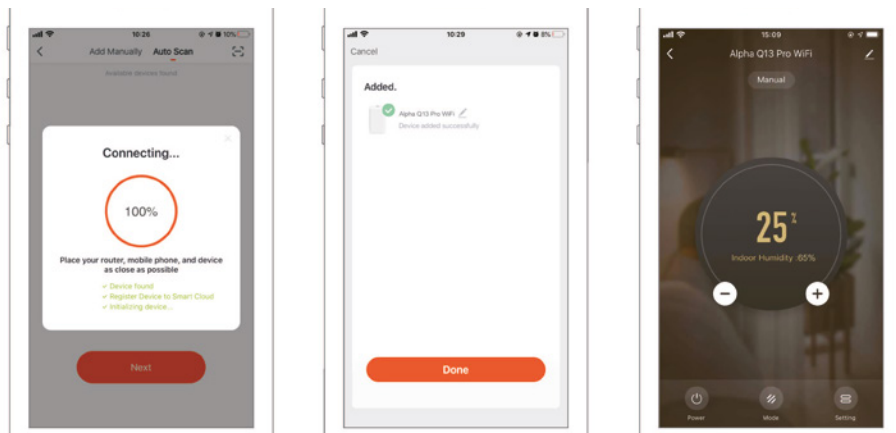 10:26
10%
Add Manually Auto Scan
Available devices found
Connecting...
100%
Place your router, mobile phone, and device
as close as possible
✓ Device found
✓ Register Device to Smart Cloud
✓ Initializing device...
Next
10:29
8%
Cancel
Added.
Alpha Q13 Pro WiFi
Device added successfully
Done
15:09
Alpha Q13 Pro WiFi
Manual
25%
Indoor Humidity :65%
Power Mode Setting